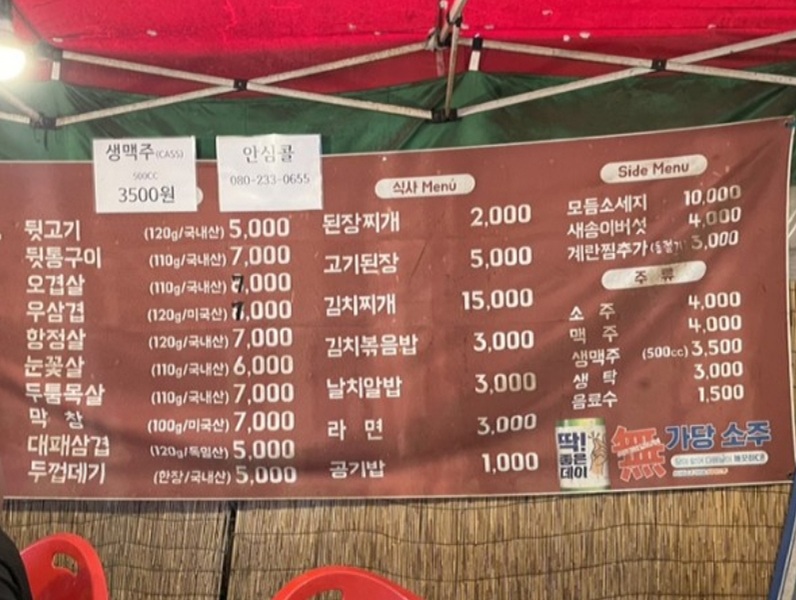 생맥주(CASS)
500CC
3500원
안심콜
080-233-0655
뒷고기 (120g/국내산) 5,000
뒷통구이 (110g/국내산) 7,000
오겹살 (110g/국내산) 7,000
우삼겹 (120g/미국산) 7,000
항정살 (120g/국내산) 7,000
눈꽃살 (110g/국내산) 6,000
두툼목살 (110g/국내산) 7,000
막 창 (100g/미국산) 7,000
대패삼겹 (120g/독일산) 5,000
두껍데기 (한장/국내산) 5,000
식사 Menu
된장찌개 2,000
고기된장 5,000
김치찌개 15,000
김치볶음밥 3,000
날치알밥 3,000
라 면 3,000
공기밥 1,000
Side Menu
모듬소세지 10,000
새송이버섯 4,000
계란찜추가 3,000
주 류
소 주 4,000
맥 주 4,000
생맥주 (500cc) 3,500
생 탁 3,000
음료수 1,500
딱!
좋은
데이
無 가당 소주